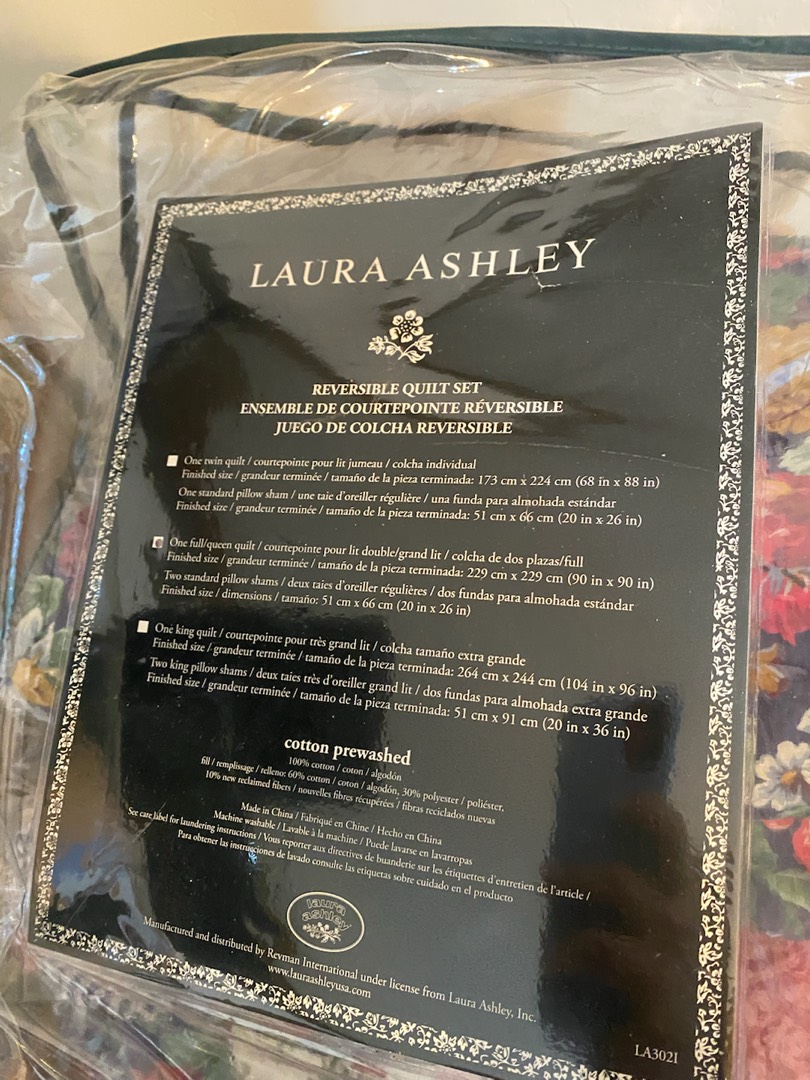 LAURA ASHLEY
REVERSIBLE QUILT SET
ENSEMBLE DE COURTEPOINTE RÉVERSIBLE
JUEGO DE COLCHA REVERSIBLE
One twin quilt / courtepointe pour lit jumeau / colcha individual
Finished size / grandeur terminée / tamaño de la pieza terminada: 173 cm x 224 cm (68 in x 88 in)
One standard pillow sham / une taie d'oreiller régulière / una funda para almohada estándar
Finished size / grandeur terminée / tamaño de la pieza terminada: 51 cm x 66 cm (20 in x 26 in)
One full/queen quilt / courtepointe pour lit double/grand lit / colcha de dos plazas/full
Finished size / grandeur terminée / tamaño de la pieza terminada: 229 cm x 229 cm (90 in x 90 in)
Two standard pillow shams / deux taies d'oreiller régulières / dos fundas para almohada estándar
Finished size / dimensions / tamaño: 51 cm x 66 cm (20 in x 26 in)
One king quilt / courtepointe pour très grand lit / colcha tamaño extra grande
Finished size / grandeur terminée / tamaño de la pieza terminada: 264 cm x 244 cm (104 in x 96 in)
Two king pillow shams / deux taies très d'oreiller grand lit / dos fundas para almohada extra grande
Finished size / grandeur terminée / tamaño de la pieza terminada: 51 cm x 91 cm (20 in x 36 in)
cotton prewashed
100% cotton / coton / algodón
fill / remplissage / relleno: 60% cotton / coton / algodón, 30% polyester / poliéster,
10% new reclaimed fibers / nouvelles fibres récupérées / fibras reciclados nuevas
Made in China / Fabriqué en Chine / Hecho en China
Machine washable / Lavable à la machine / Puede lavarse en lavarropas
See care label for laundering instructions / Vous reporter aux directives de buanderie sur les étiquettes d'entretien de l'article /
Para obtener las instrucciones de lavado consulte las etiquetas sobre cuidado en el producto
laura
ashley
Manufactured and distributed by Revman International under license from Laura Ashley, Inc.
www.lauraashleyusa.com
LA302I